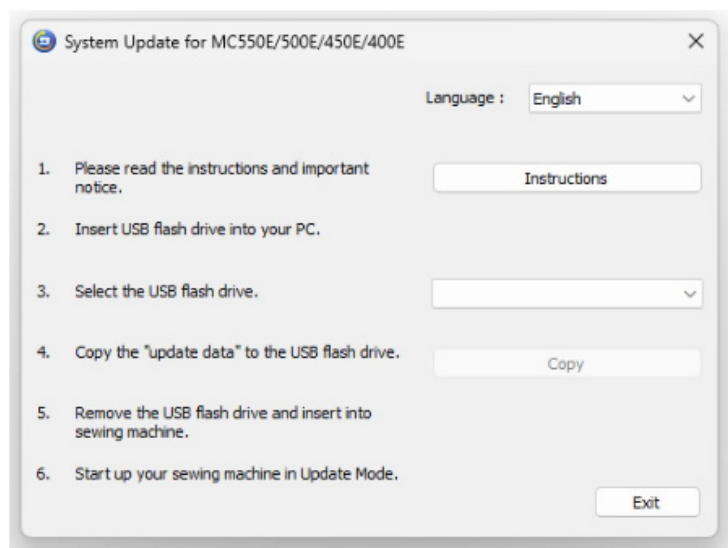 System Update for MC550E/500E/450E/400E
Language :
English
1. Please read the instructions and important
notice.
Instructions
2. Insert USB flash drive into your PC.
3. Select the USB flash drive.
4. Copy the "update data" to the USB flash drive.
Copy
5. Remove the USB flash drive and insert into
sewing machine.
6. Start up your sewing machine in Update Mode.
Exit